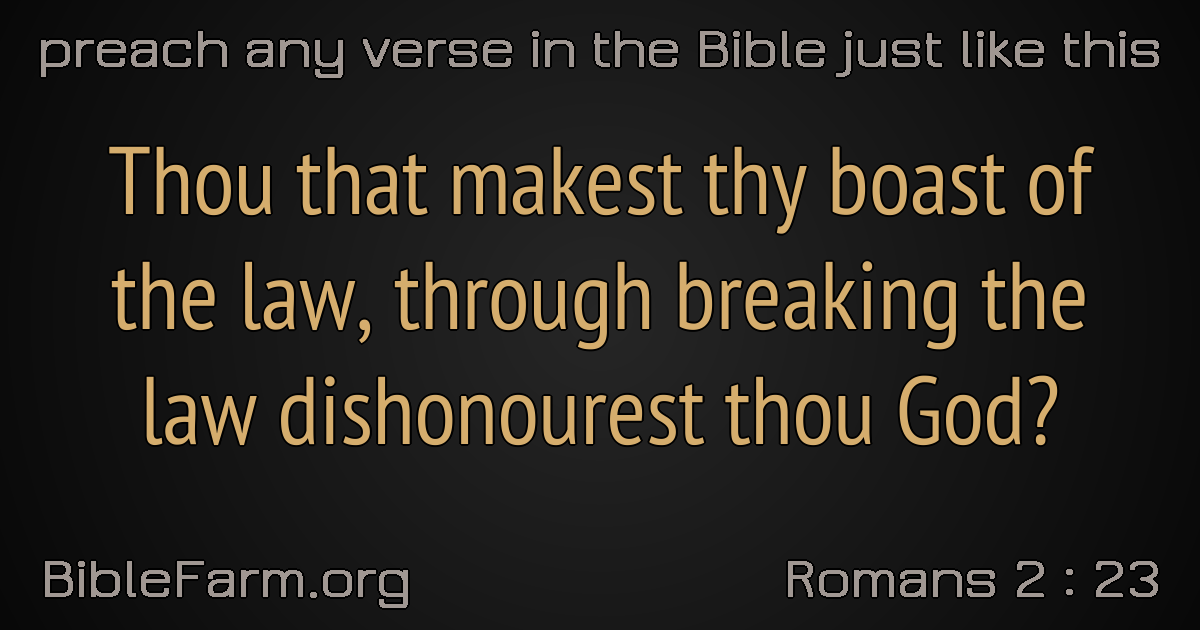 preach any verse in the Bible just like this
Thou that makest thy boast of
the law, through breaking the
law dishonourest thou God?
BibleFarm.org
Romans 2 : 23